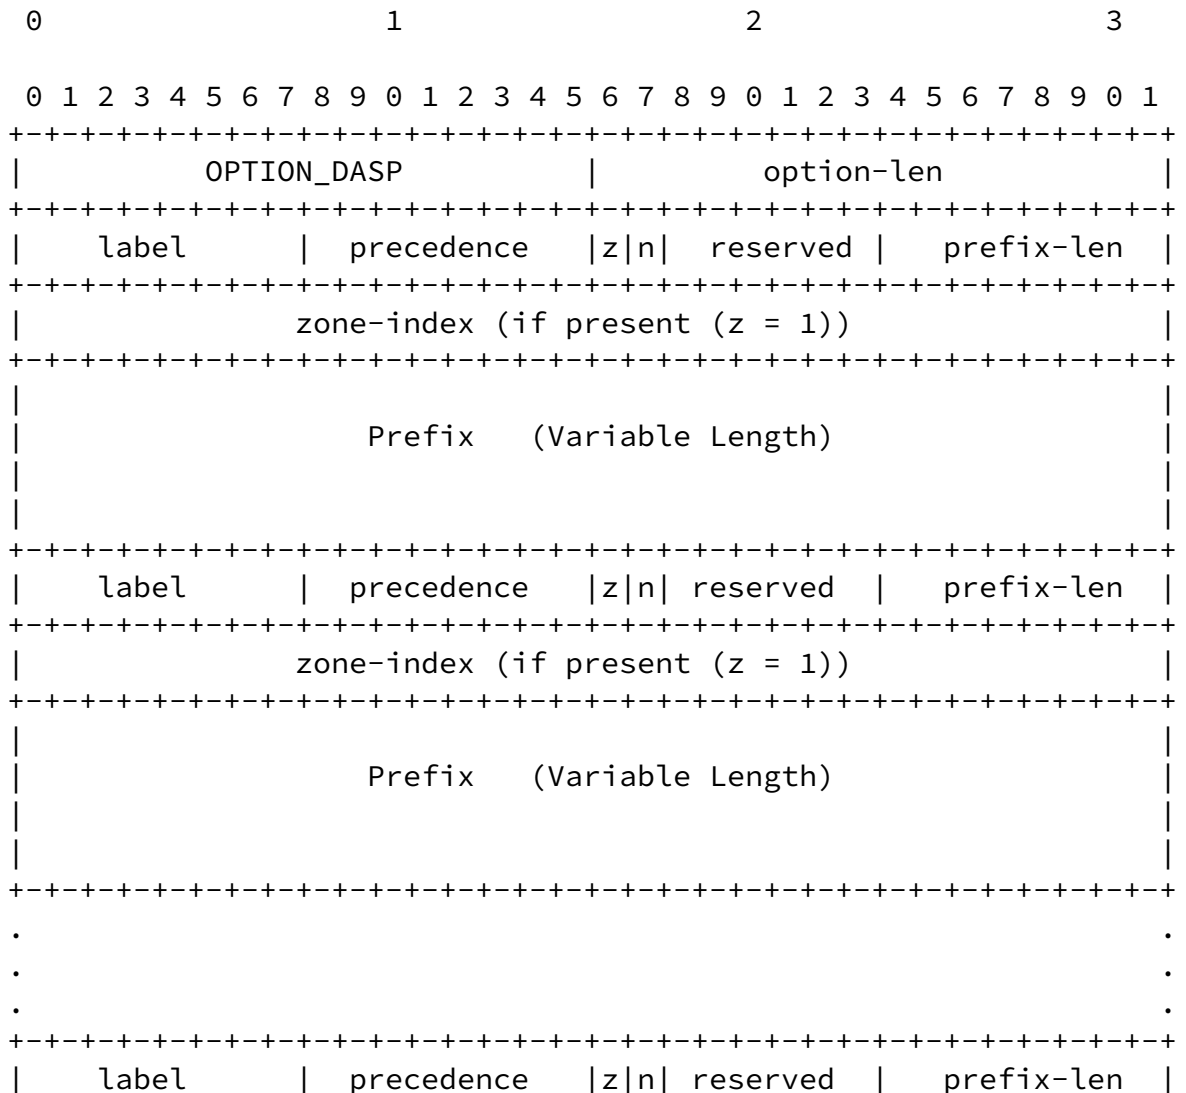 0                   1                   2                   3
0 1 2 3 4 5 6 7 8 9 0 1 2 3 4 5 6 7 8 9 0 1 2 3 4 5 6 7 8 9 0 1
+-+-+-+-+-+-+-+-+-+-+-+-+-+-+-+-+-+-+-+-+-+-+-+-+-+-+-+-+-+-+-+-+
|          OPTION_DASP          |         option-len            |
+-+-+-+-+-+-+-+-+-+-+-+-+-+-+-+-+-+-+-+-+-+-+-+-+-+-+-+-+-+-+-+-+
|    label      |  precedence   |z|n|  reserved |   prefix-len  |
+-+-+-+-+-+-+-+-+-+-+-+-+-+-+-+-+-+-+-+-+-+-+-+-+-+-+-+-+-+-+-+-+
|               zone-index (if present (z = 1))                 |
+-+-+-+-+-+-+-+-+-+-+-+-+-+-+-+-+-+-+-+-+-+-+-+-+-+-+-+-+-+-+-+-+
|                                                               |
|                   Prefix   (Variable Length)                  |
|                                                               |
|                                                               |
+-+-+-+-+-+-+-+-+-+-+-+-+-+-+-+-+-+-+-+-+-+-+-+-+-+-+-+-+-+-+-+-+
|    label      |  precedence   |z|n| reserved  |   prefix-len  |
+-+-+-+-+-+-+-+-+-+-+-+-+-+-+-+-+-+-+-+-+-+-+-+-+-+-+-+-+-+-+-+-+
|               zone-index (if present (z = 1))                 |
+-+-+-+-+-+-+-+-+-+-+-+-+-+-+-+-+-+-+-+-+-+-+-+-+-+-+-+-+-+-+-+-+
|                                                               |
|                   Prefix   (Variable Length)                  |
|                                                               |
|                                                               |
+-+-+-+-+-+-+-+-+-+-+-+-+-+-+-+-+-+-+-+-+-+-+-+-+-+-+-+-+-+-+-+-+
.                                                               .
.                                                               .
.                                                               .
+-+-+-+-+-+-+-+-+-+-+-+-+-+-+-+-+-+-+-+-+-+-+-+-+-+-+-+-+-+-+-+-+
|    label      |  precedence   |z|n| reserved  |   prefix-len  |